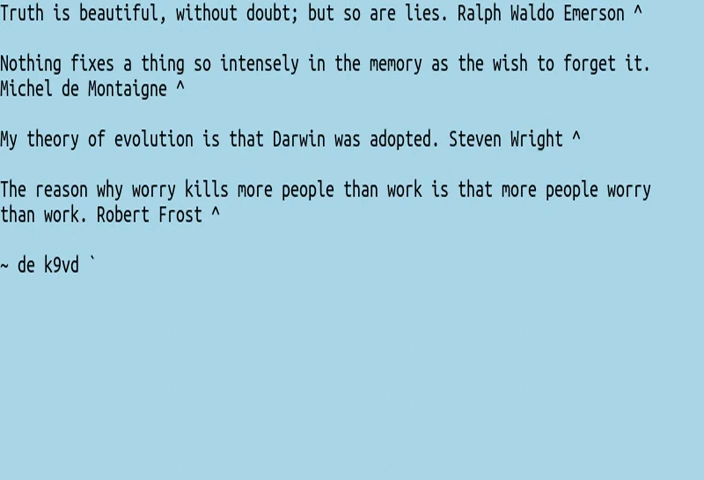 Truth is beautiful, without doubt; but so are lies. Ralph Waldo Emerson ^
Nothing fixes a thing so intensely in the memory as the wish to forget it.
Michel de Montaigne ^
My theory of evolution is that Darwin was adopted. Steven Wright ^
The reason why worry kills more people than work is that more people worry
than work. Robert Frost ^
~ de k9vd `